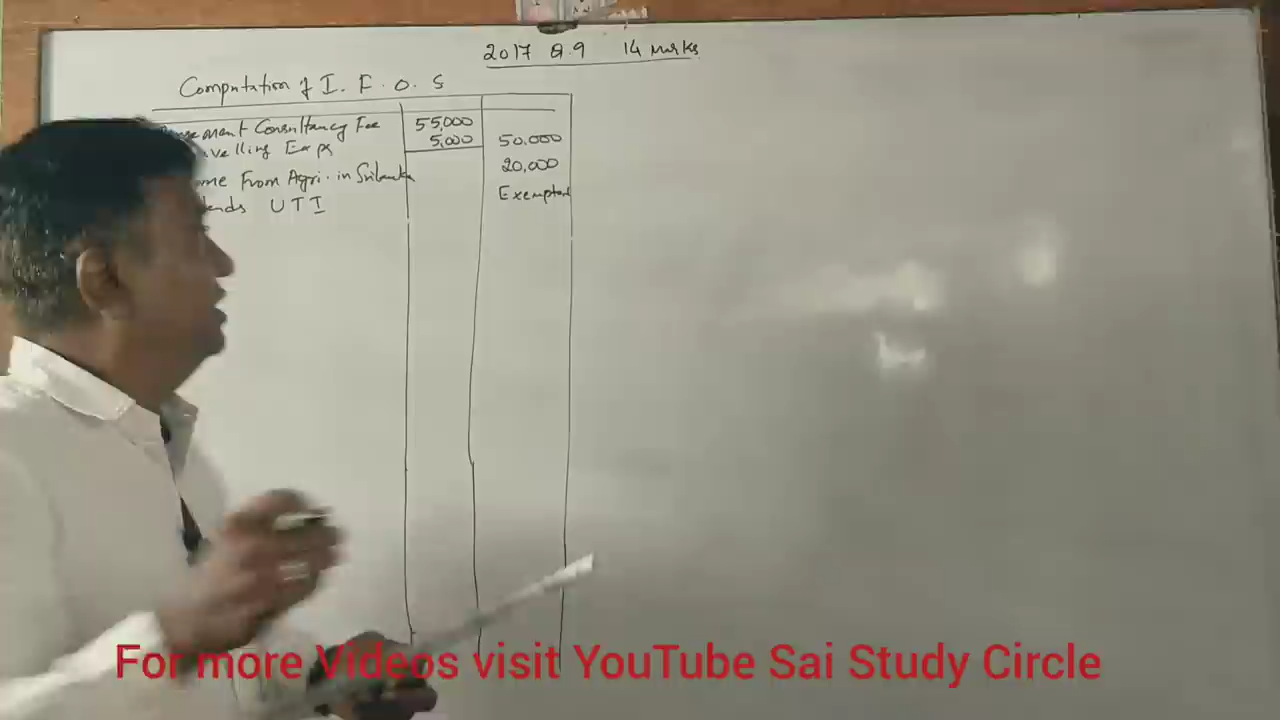 2017 Q.9 14 marks
Computation of I. F. O. S
Consultancy Fee 55,000
Exps 5,000 50,000
From Agri. in Srilanka 20,000
UTI Exempted
For more Videos visit YouTube Sai Study Circle